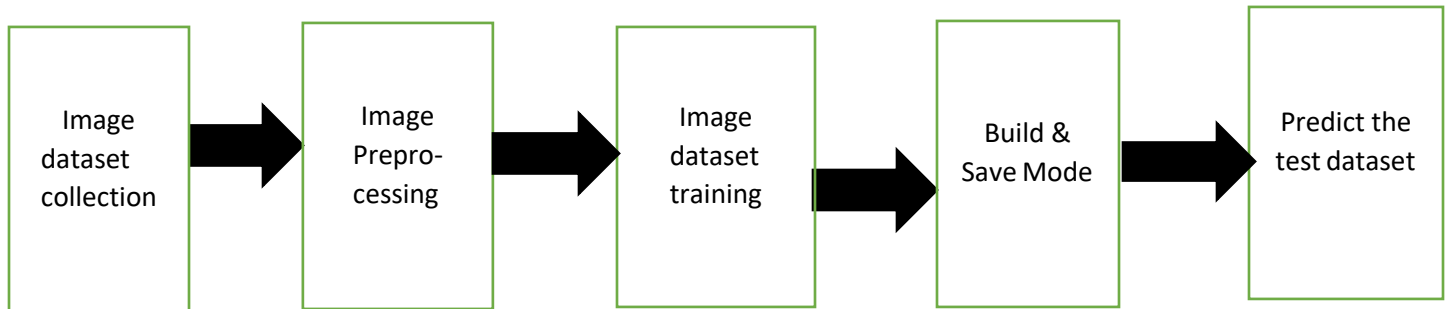 Image
dataset
collection
Image
Prepro-
cessing
Image
dataset
training
Build &
Save Mode
Predict the
test dataset